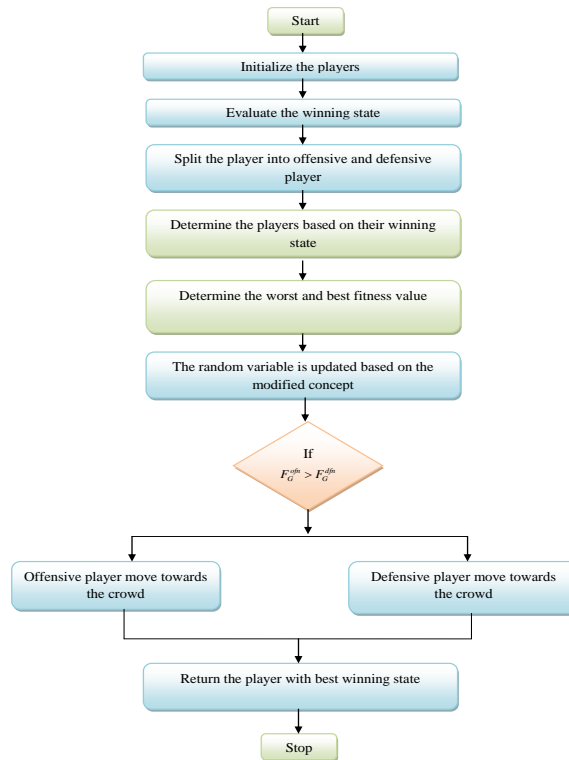 Start
Initialize the players
Evaluate the winning state
Split the player into offensive and defensive
player
Determine the players based on their winning
state
Determine the worst and best fitness value
The random variable is updated based on the
modified concept
If
F_G^{ofn} > F_G^{dfn}
Offensive player move towards
the crowd
Defensive player move towards
the crowd
Return the player with best winning state
Stop